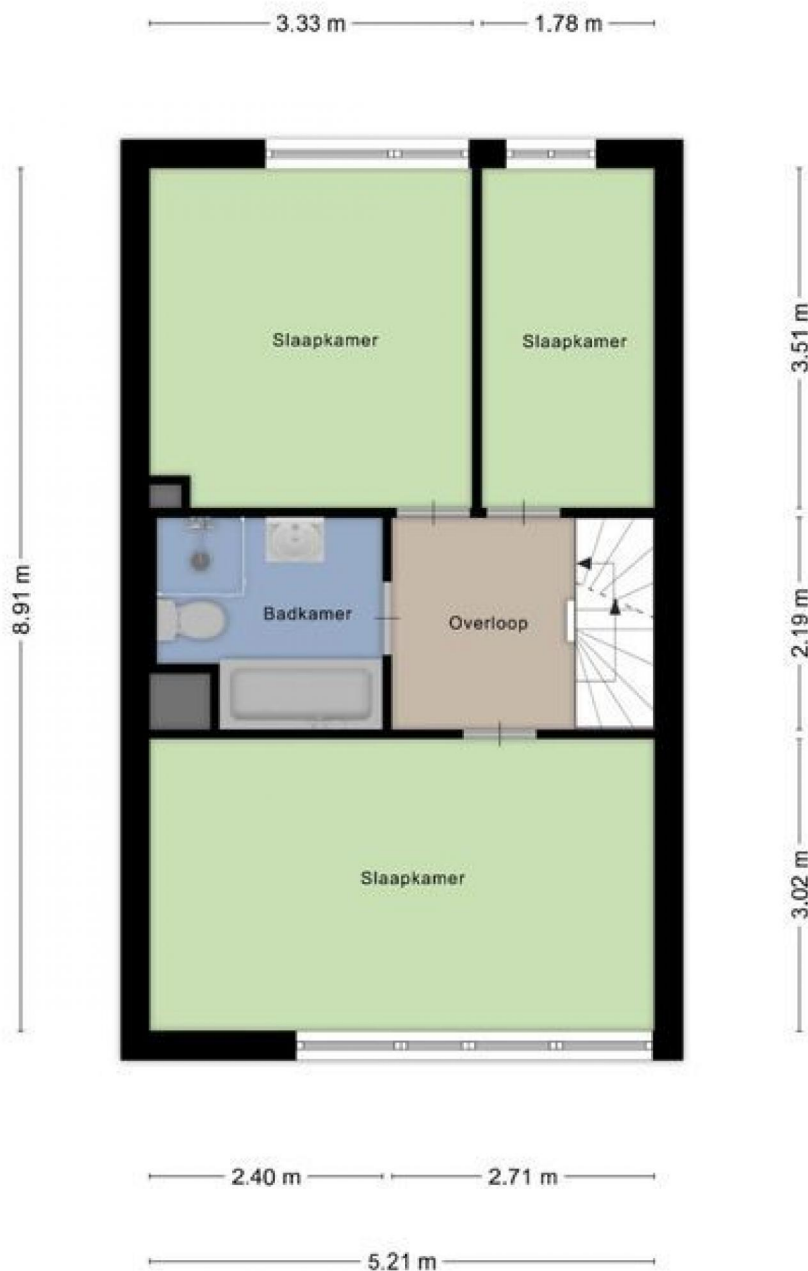 3.33 m
1.78 m
Slaapkamer
Slaapkamer
3.51 m
8.91 m
Badkamer
Overloop
2.19 m
Slaapkamer
3.02 m
2.40 m
2.71 m
5.21 m